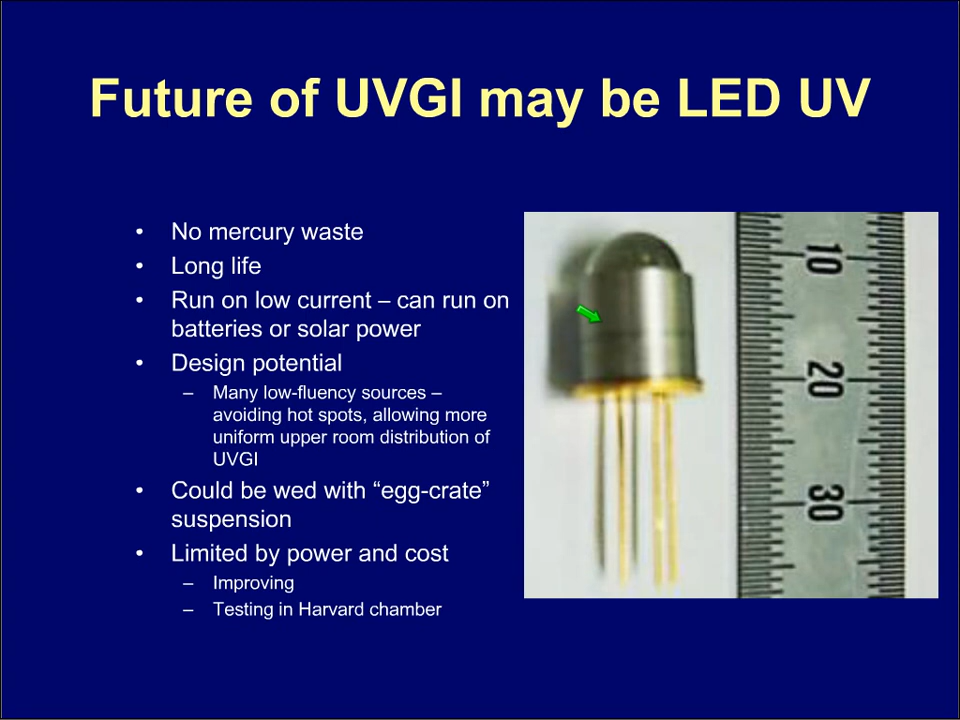 Future of UVGI may be LED UV
• No mercury waste
• Long life
• Run on low current – can run on
batteries or solar power
• Design potential
– Many low-fluency sources –
avoiding hot spots, allowing more
uniform upper room distribution of
UVGI
• Could be wed with “egg-crate”
suspension
• Limited by power and cost
– Improving
– Testing in Harvard chamber
10
20
30